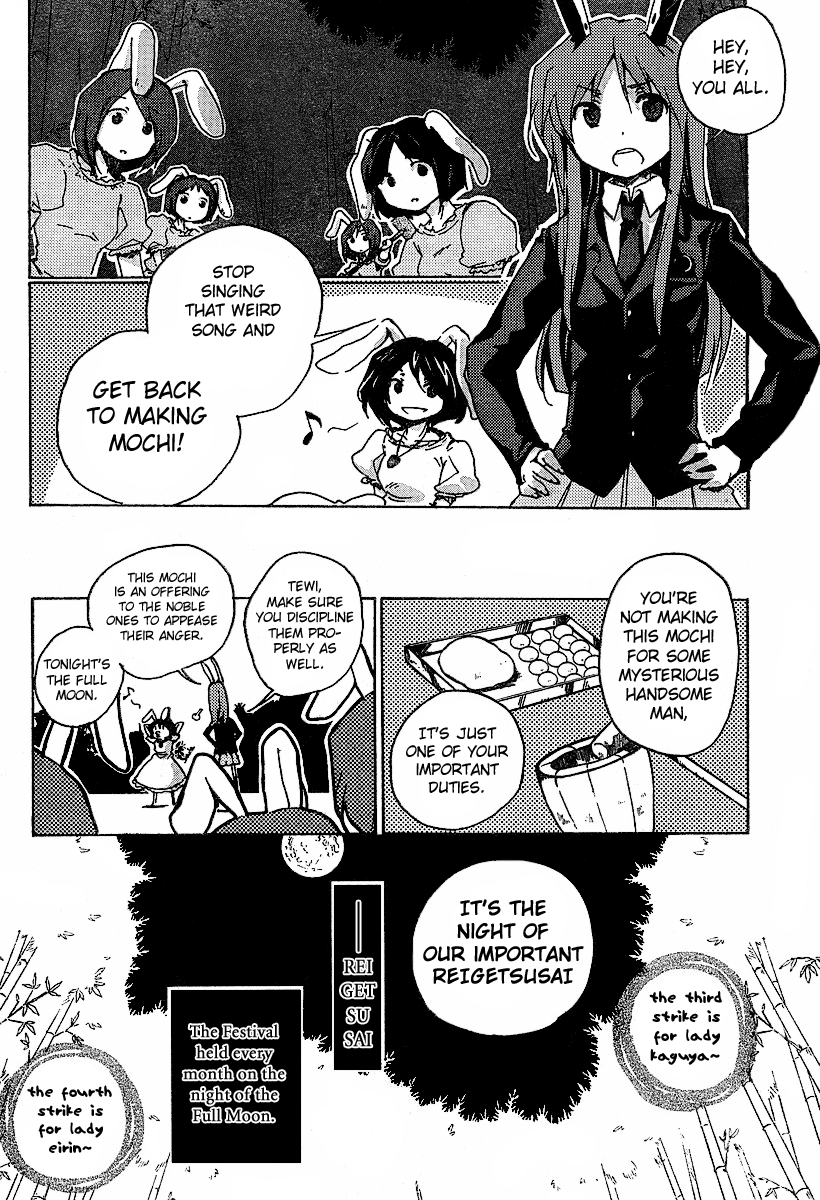 HEY,
HEY,
YOU ALL.
STOP
SINGING
THAT WEIRD
SONG AND
GET BACK
TO MAKING
MOCHI!
YOU'RE
NOT MAKING
THIS MOCHI
FOR SOME
MYSTERIOUS
HANDSOME
MAN,
IT'S JUST
ONE OF YOUR
IMPORTANT
DUTIES.
TEWI,
MAKE SURE
YOU DISCIPLINE
THEM PRO-
PERLY AS
WELL.
THIS MOCHI
IS AN OFFERING
TO THE NOBLE
ONES TO APPEASE
THEIR ANGER.
TONIGHT'S
THE FULL
MOON.
IT'S THE
NIGHT OF
OUR IMPORTANT
REIGETSUSAI
the third
strike is
for lady
kaguya~
REI
GET
SU
SAI
The Festival
held every
month on the
night of the
Full Moon.
the fourth
strike is
for lady
eirin~